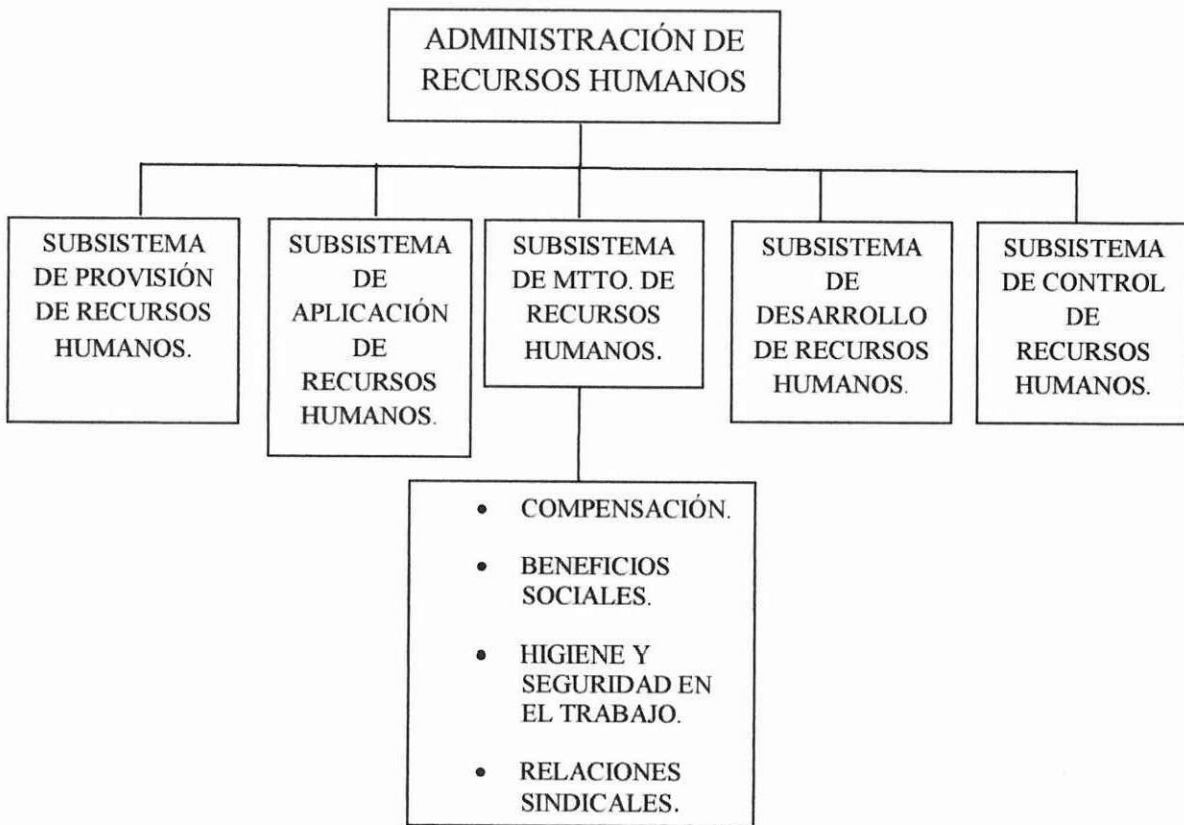 ADMINISTRACIÓN DE
RECURSOS HUMANOS
SUBSISTEMA
DE PROVISIÓN
DE RECURSOS
HUMANOS.
SUBSISTEMA
DE
APLICACIÓN
DE
RECURSOS
HUMANOS.
SUBSISTEMA
DE MTTO. DE
RECURSOS
HUMANOS.
SUBSISTEMA
DE
DESARROLLO
DE RECURSOS
HUMANOS.
SUBSISTEMA
DE CONTROL
DE
RECURSOS
HUMANOS.
• COMPENSACIÓN.
• BENEFICIOS
SOCIALES.
• HIGIENE Y
SEGURIDAD EN
EL TRABAJO.
• RELACIONES
SINDICALES.